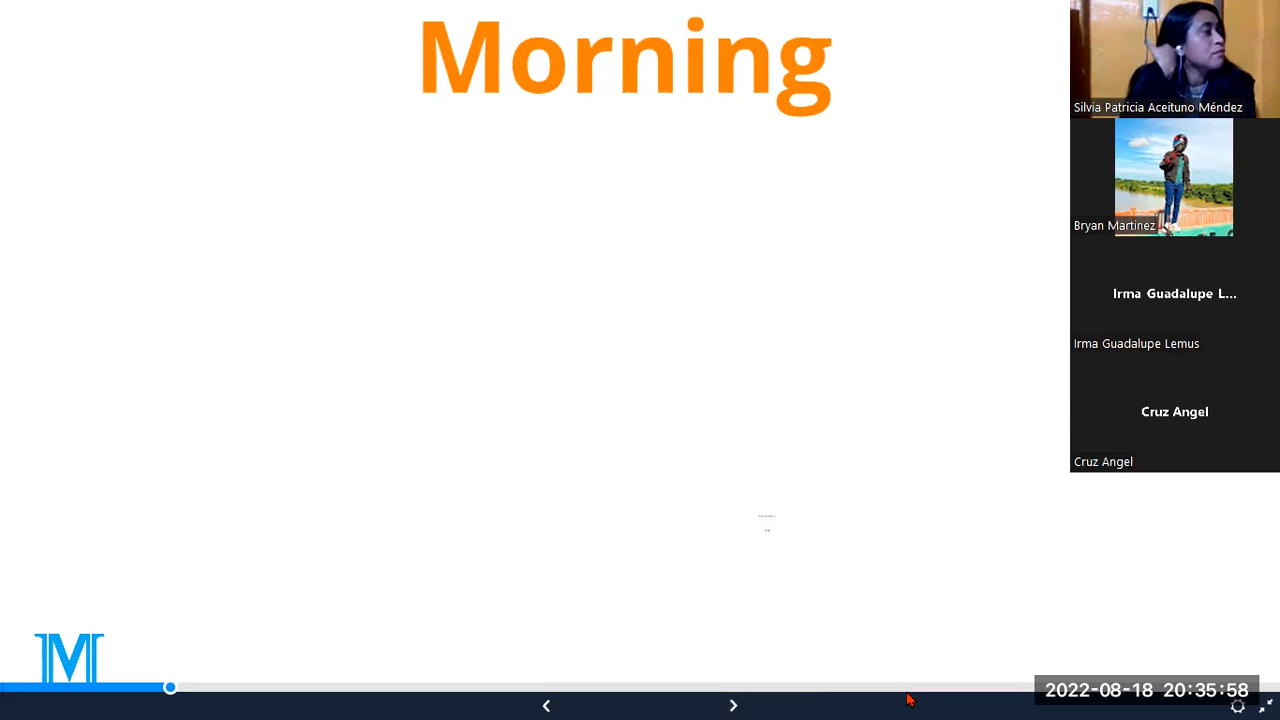 Morning
Silvia Patricia Aceituno Méndez
Bryan Martinez
Irma Guadalupe L...
Irma Guadalupe Lemus
Cruz Angel
Cruz Angel
M
2022-08-18 20:35:58